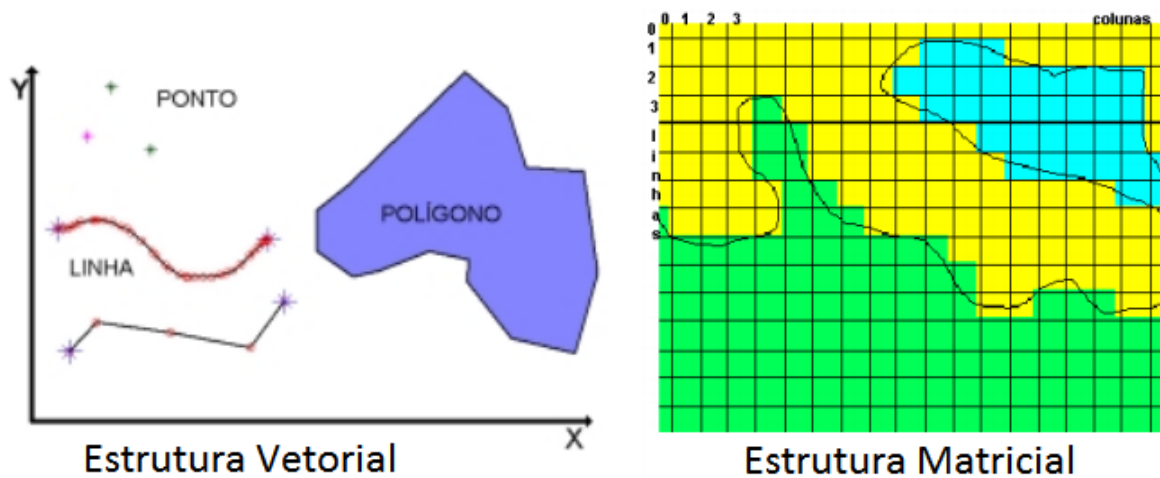 Y
PONTO
LINHA
POLÍGONO
X
Estrutura Vetorial
0 1 2 3
colunas
0
1
2
3
l
i
n
h
a
s
Estrutura Matricial